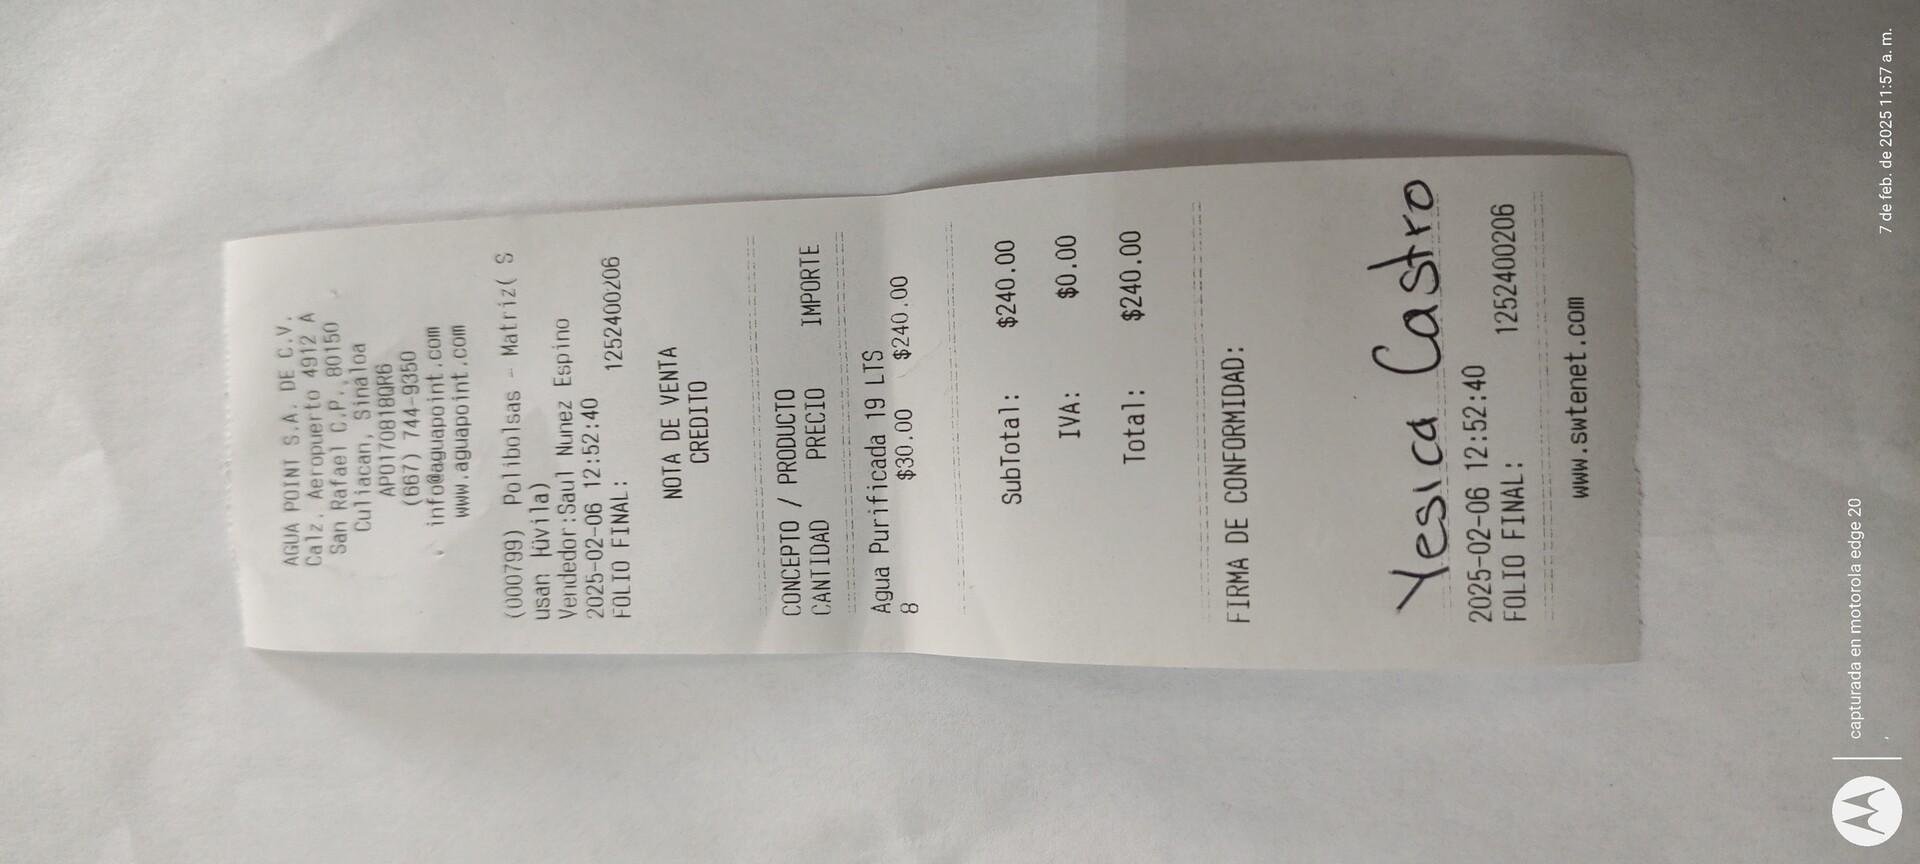 AGUA POINT S.A. DE C.V.
Calz. Aeropuerto 4912 A
San Rafael C.P. 80150
Culiacan, Sinaloa
APO170818QR6
(667) 744-9350
info@aguapoint.com
www.aguapoint.com
(000799) Polibolsas - Matriz( S
usan Húvila)
Vendedor:Saul Nunez Espino
2025-02-06 12:52:40
FOLIO FINAL: 1252400206
NOTA DE VENTA
CREDITO
CONCEPTO / PRODUCTO
CANTIDAD PRECIO IMPORTE
Agua Purificada 19 LTS
8 $30.00 $240.00
SubTotal: $240.00
IVA: $0.00
Total: $240.00
FIRMA DE CONFORMIDAD:
Yesica Castro
2025-02-06 12:52:40
FOLIO FINAL: 1252400206
www.swtenet.com
capturada en motorola edge 20
7 de feb. de 2025 11:57 a. m.